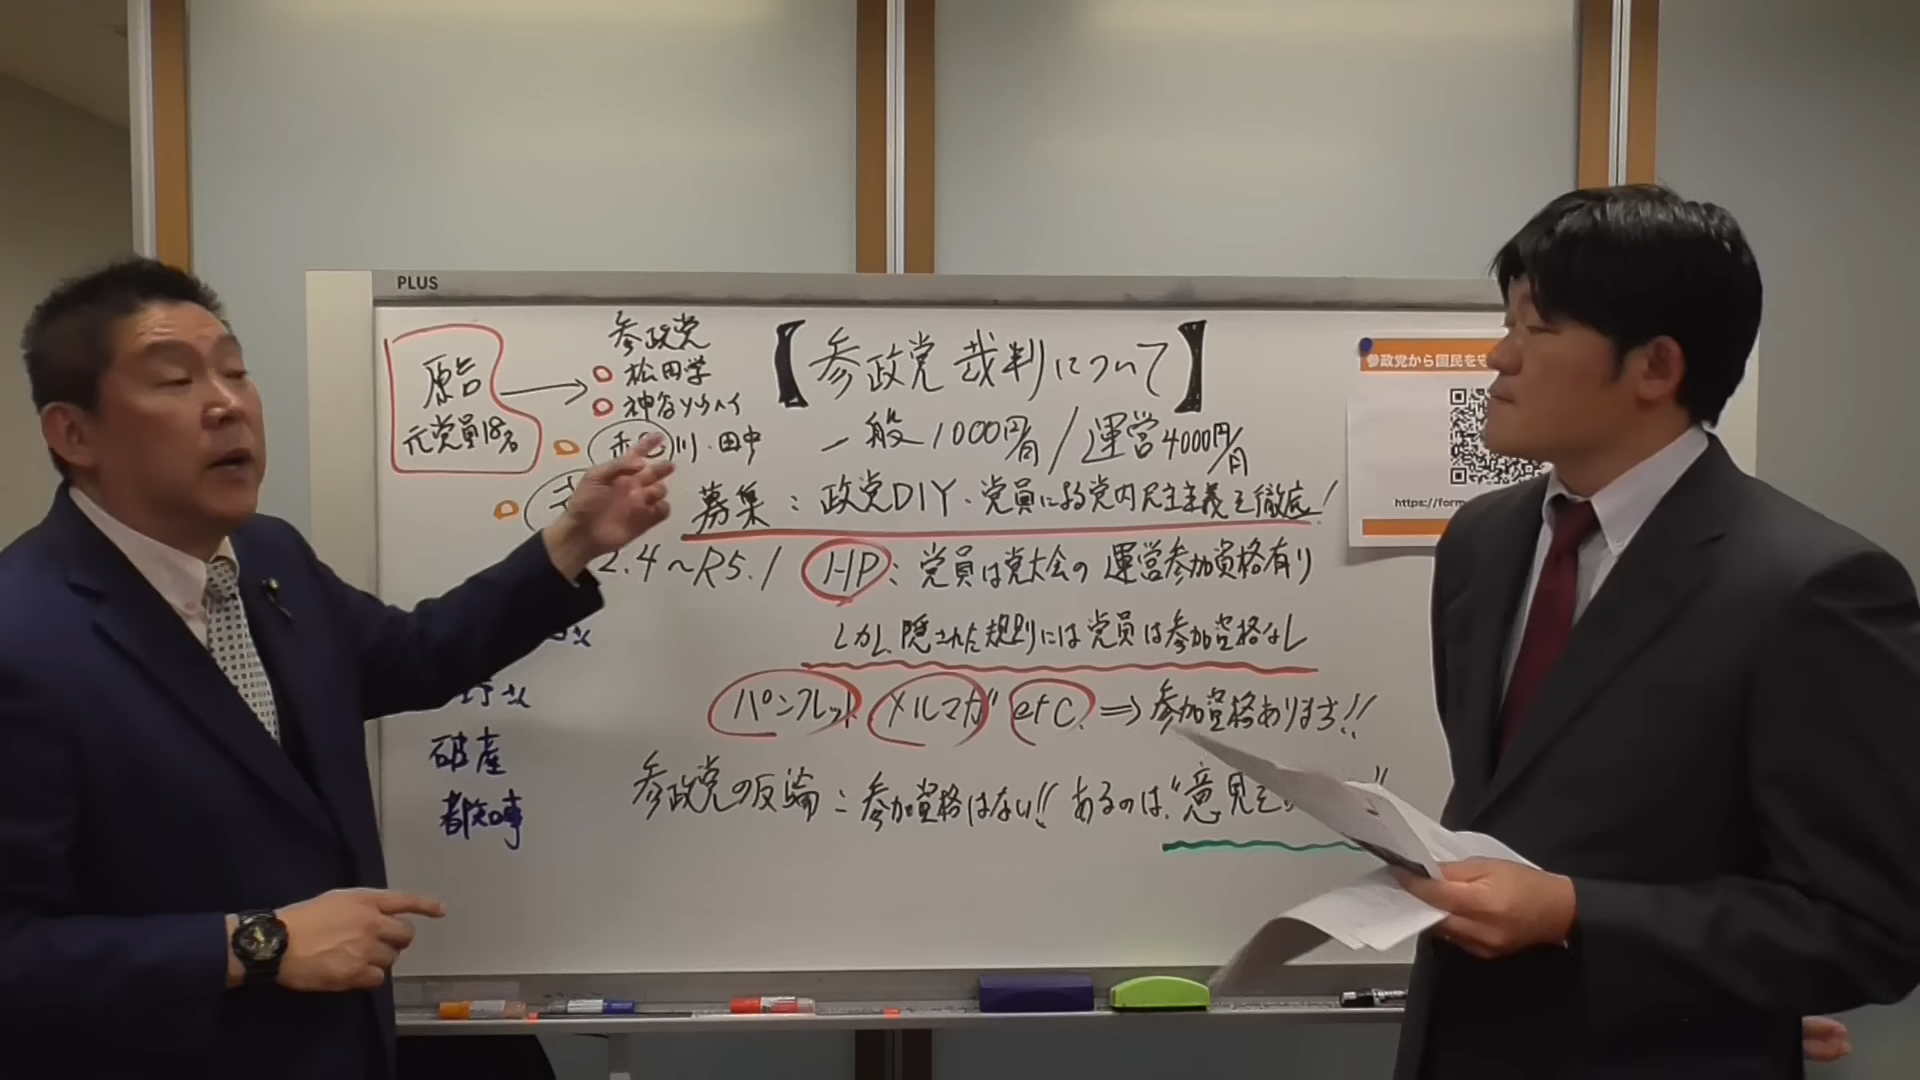 PLUS
原告
元党員18名
参政党
松田学
神谷ソウヘイ
川・田中
【参政党 裁判について】
一般1000円/月/運営4000円/月
募集：政党DIY・党員による党内民主主義を徹底！
2.4～R5.1 HP：党員は党大会の運営参加資格有り
しかし隠された規則には党員は参加資格なし
パンフレット メルマガ etc. ⇒ 参加資格あります!!
参政党の反論：参加資格はない!! あるのは"意見を
破産
都知事
参政党から国民を守
https://form